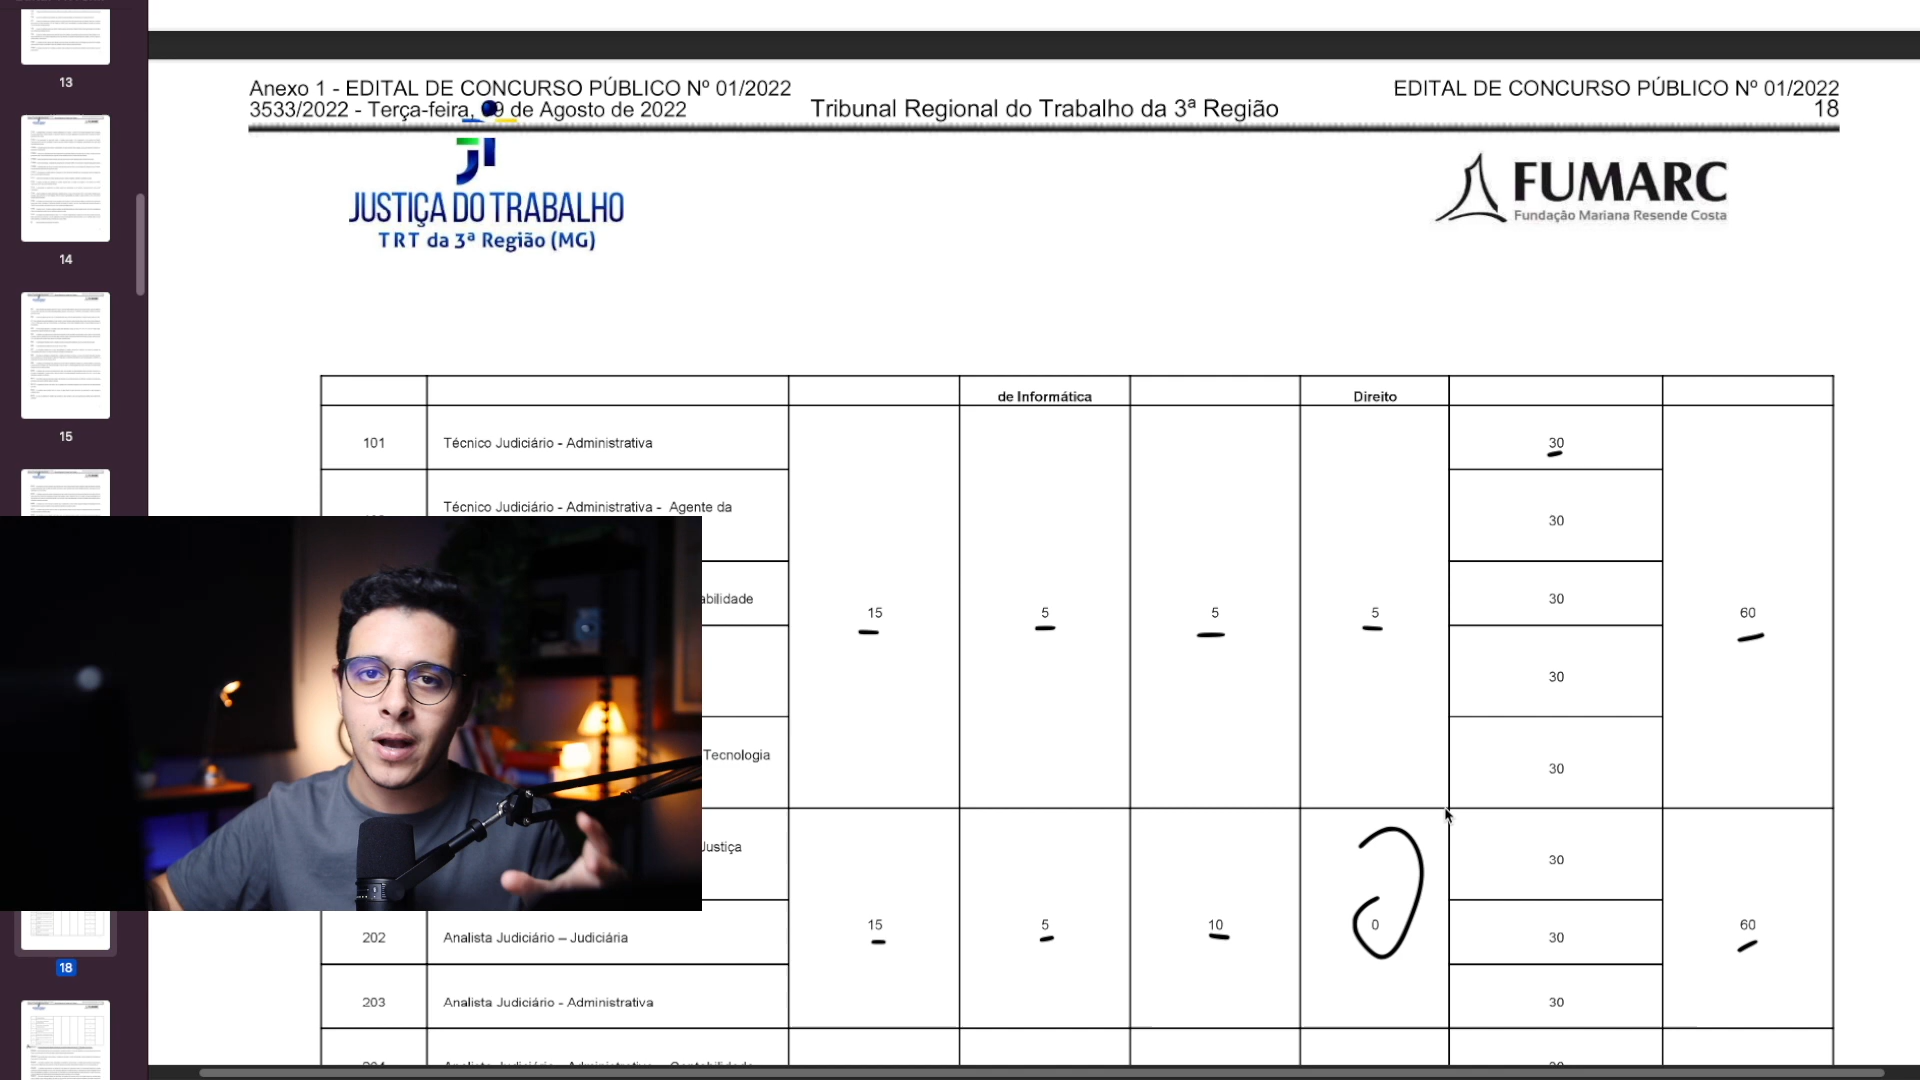 13
14
15
18
Anexo 1 - EDITAL DE CONCURSO PÚBLICO Nº 01/2022
EDITAL DE CONCURSO PÚBLICO Nº 01/2022
3533/2022 - Terça-feira, 09 de Agosto de 2022
Tribunal Regional do Trabalho da 3ª Região
18
JUSTIÇA DO TRABALHO
TRT da 3ª Região (MG)
FUMARC
Fundação Mariana Resende Costa
de Informática
Direito
101
Técnico Judiciário - Administrativa
30
Técnico Judiciário - Administrativa - Agente da
30
abilidade
30
15
5
5
5
60
30
Tecnologia
30
Justiça
30
15
5
10
0
60
202
Analista Judiciário – Judiciária
30
203
Analista Judiciário - Administrativa
30